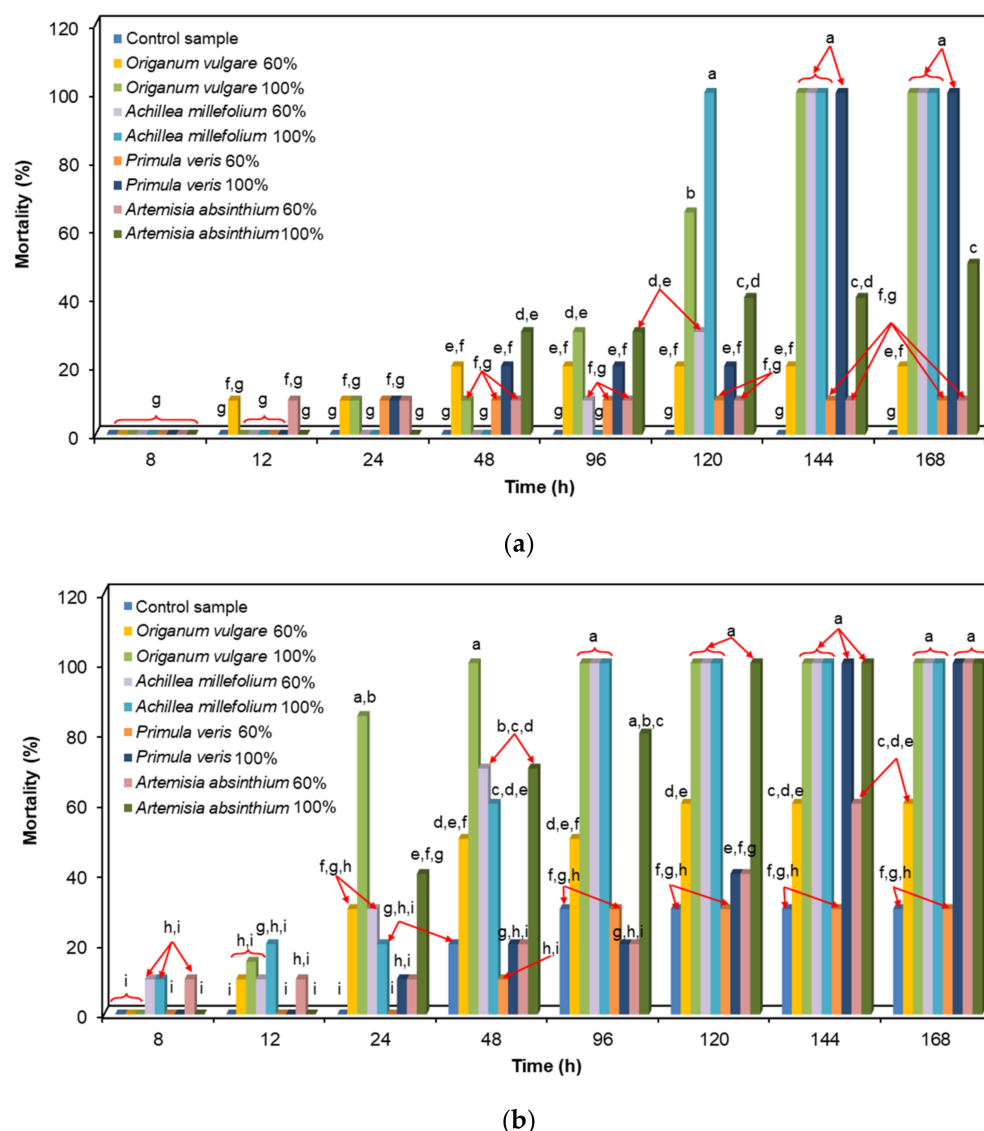 120
100
80
60
40
20
0
Mortality (%)
Control sample
Origanum vulgare 60%
Origanum vulgare 100%
Achillea millefolium 60%
Achillea millefolium 100%
Primula veris 60%
Primula veris 100%
Artemisia absinthium 60%
Artemisia absinthium 100%
g
g
f,g
g
f,g
g
g
f,g
g
f,g
g
g
e,f
g
f,g
g
e,f
d,e
g
e,f
d,e
f,g
g
e,f
d,e
g
e,f
b
a
e,f
f,g
c,d
g
e,f
a
c,d
f,g
g
e,f
a
c
8 12 24 48 96 120 144 168
Time (h)
(a)
120
100
80
60
40
20
0
Mortality (%)
Control sample
Origanum vulgare 60%
Origanum vulgare 100%
Achillea millefolium 60%
Achillea millefolium 100%
Primula veris 60%
Primula veris 100%
Artemisia absinthium 60%
Artemisia absinthium 100%
i
h,i
i
i
i
h,i
g,h,i
i
h,i
i
i
f,g,h
a,b
g,h,i
i
h,i
e,f,g
d,e,f
a
b,c,d
c,d,e
g,h,i
h,i
f,g,h
d,e,f
a
g,h,i
a,b,c
f,g,h
d,e
a
e,f,g
f,g,h
c,d,e
a
c,d,e
f,g,h
a
a
8 12 24 48 96 120 144 168
Time (h)
(b)